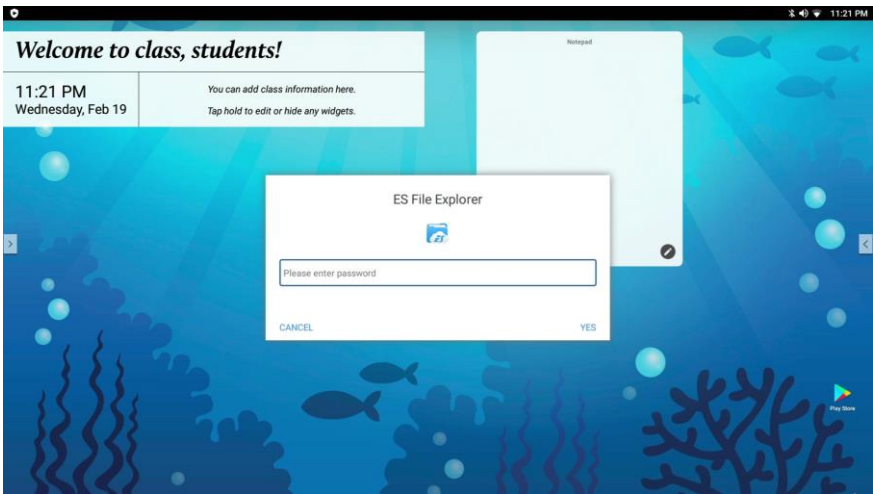 11:21 PM
Welcome to class, students!
11:21 PM
Wednesday, Feb 19
You can add class information here.
Tap hold to edit or hide any widgets.
Notepad
ES File Explorer
Please enter password
CANCEL
YES
Play Store